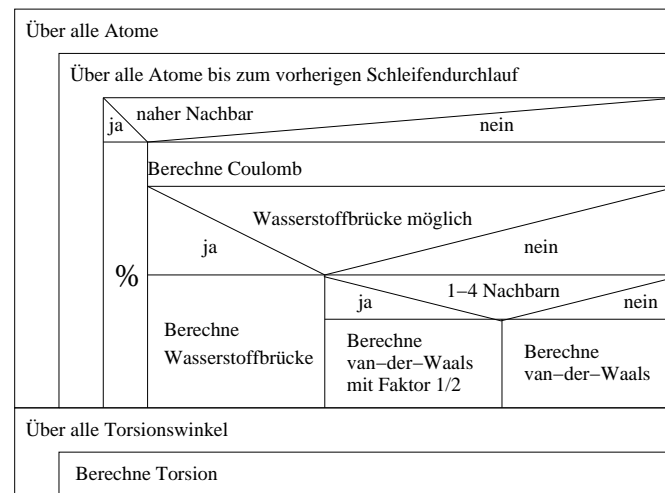 Über alle Atome
Über alle Atome bis zum vorherigen Schleifendurchlauf
naher Nachbar
ja
nein
Berechne Coulomb
Wasserstoffbrücke möglich
ja
nein
%
1−4 Nachbarn
ja
nein
Berechne
Wasserstoffbrücke
Berechne
van−der−Waals
mit Faktor 1/2
Berechne
van−der−Waals
Über alle Torsionswinkel
Berechne Torsion